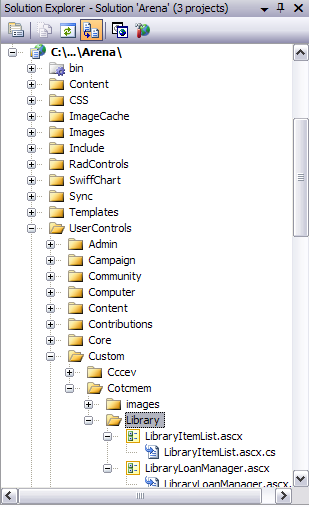 Solution Explorer - Solution 'Arena' (3 projects)
C:\...\Arena\
bin
Content
CSS
ImageCache
Images
Include
RadControls
SwiffChart
Sync
Templates
UserControls
Admin
Campaign
Community
Computer
Content
Contributions
Core
Custom
Cccev
Cotcmem
images
Library
LibraryItemList.ascx
LibraryItemList.ascx.cs
LibraryLoanManager.ascx
LibraryLoanManager.ascx